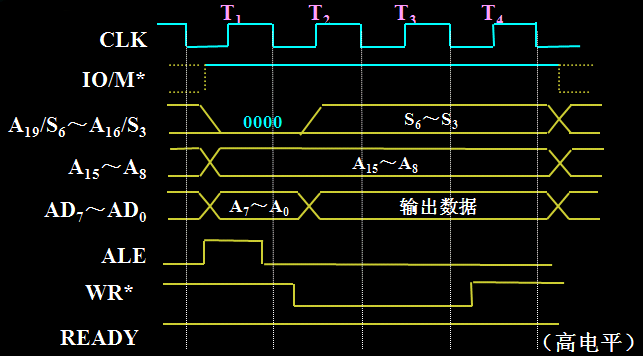 T1 T2 T3 T4
CLK
IO/M*
A19/S6～A16/S3 0000 S6～S3
A15～A8 A15～A8
AD7～AD0 A7～A0 输出数据
ALE
WR*
READY （高电平）